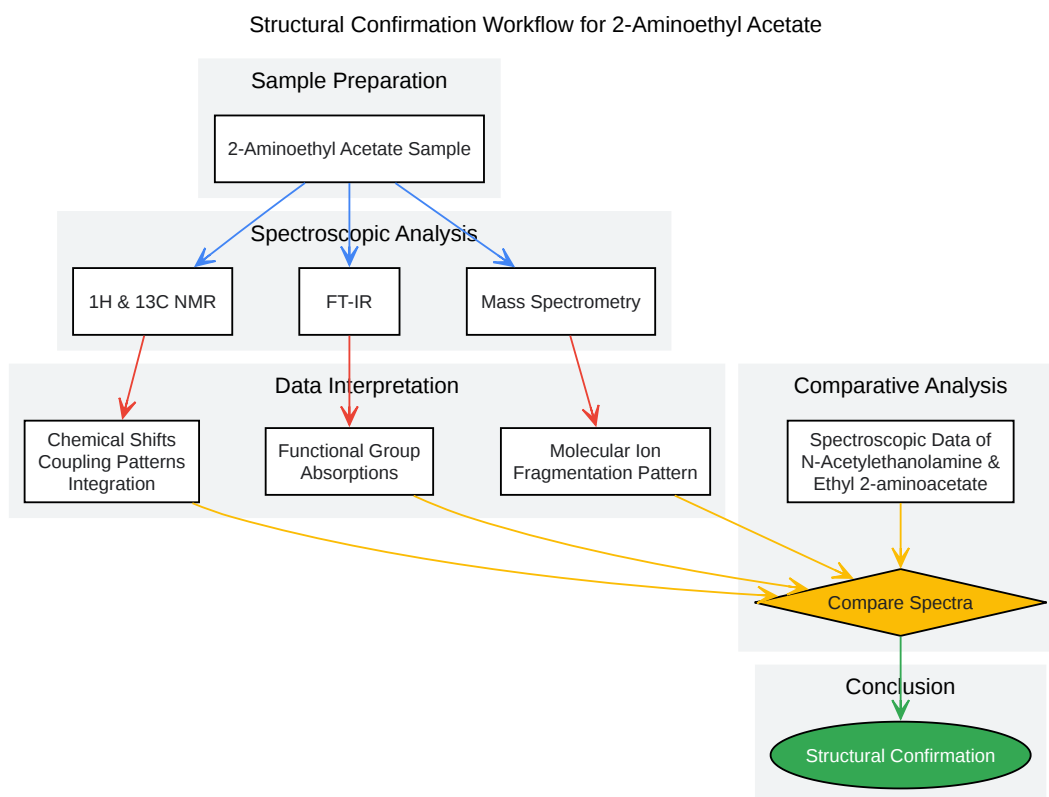 Structural Confirmation Workflow for 2-Aminoethyl Acetate
Sample Preparation
2-Aminoethyl Acetate Sample
Spectroscopic Analysis
1H & 13C NMR
FT-IR
Mass Spectrometry
Data Interpretation
Chemical Shifts
Coupling Patterns
Integration
Functional Group
Absorptions
Molecular Ion
Fragmentation Pattern
Comparative Analysis
Spectroscopic Data of
N-Acetylethanolamine &
Ethyl 2-aminoacetate
Compare Spectra
Conclusion
Structural Confirmation